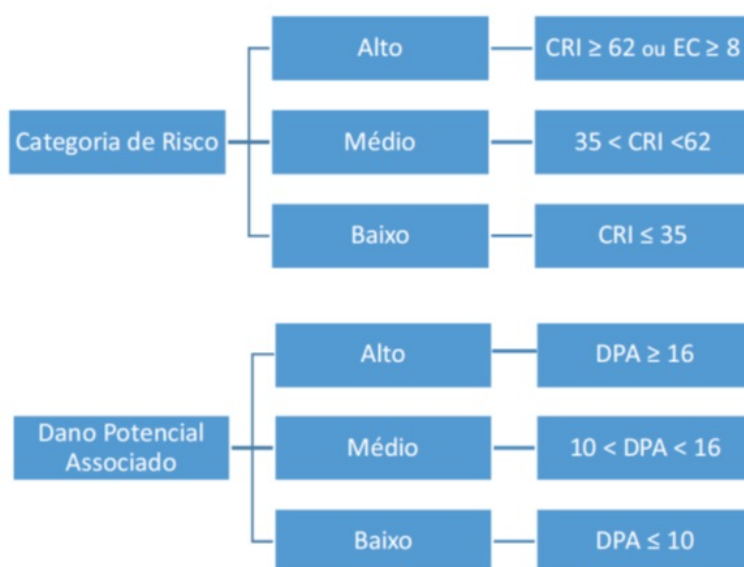 Alto
CRI ≥ 62 ou EC ≥ 8
Categoria de Risco
Médio
35 < CRI <62
Baixo
CRI ≤ 35
Alto
DPA ≥ 16
Dano Potencial
Associado
Médio
10 < DPA < 16
Baixo
DPA ≤ 10